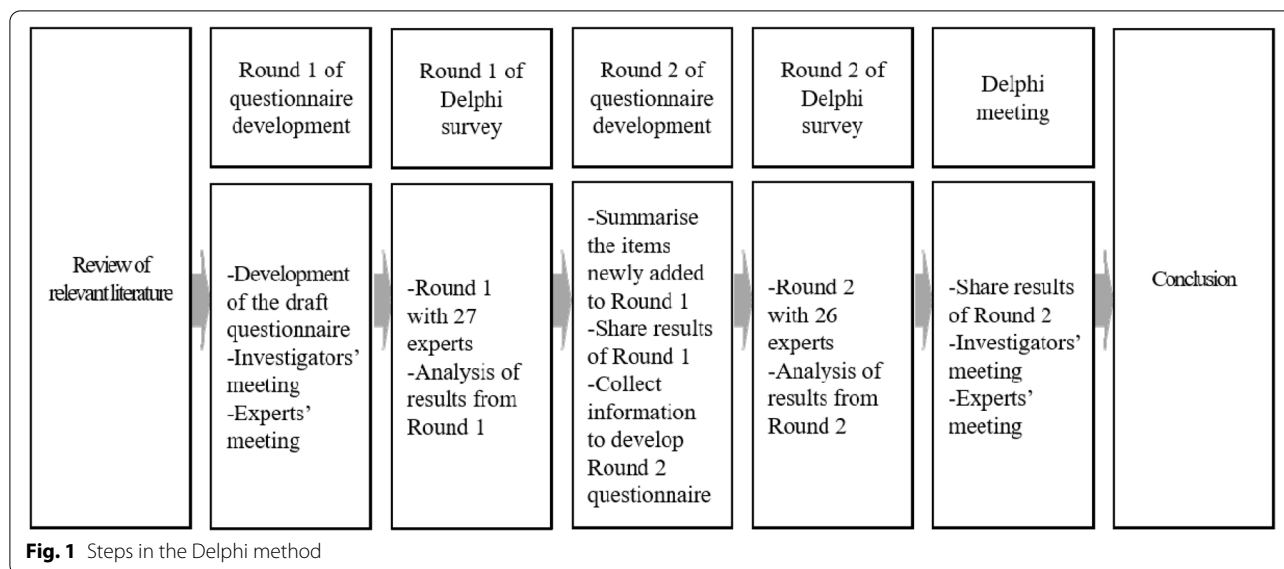 Review of
relevant literature
Round 1 of
questionnaire
development
-Development
of the draft
questionnaire
-Investigators'
meeting
-Experts'
meeting
Round 1 of
Delphi
survey
-Round 1
with 27
experts
-Analysis of
results from
Round 1
Round 2 of
questionnaire
development
-Summarise
the items
newly added
to Round 1
-Share results
of Round 1
-Collect
information
to develop
Round 2
questionnaire
Round 2 of
Delphi
survey
-Round 2
with 26
experts
-Analysis of
results from
Round 2
Delphi
meeting
-Share results
of Round 2
-Investigators'
meeting
-Experts'
meeting
Conclusion
Fig. 1 Steps in the Delphi method